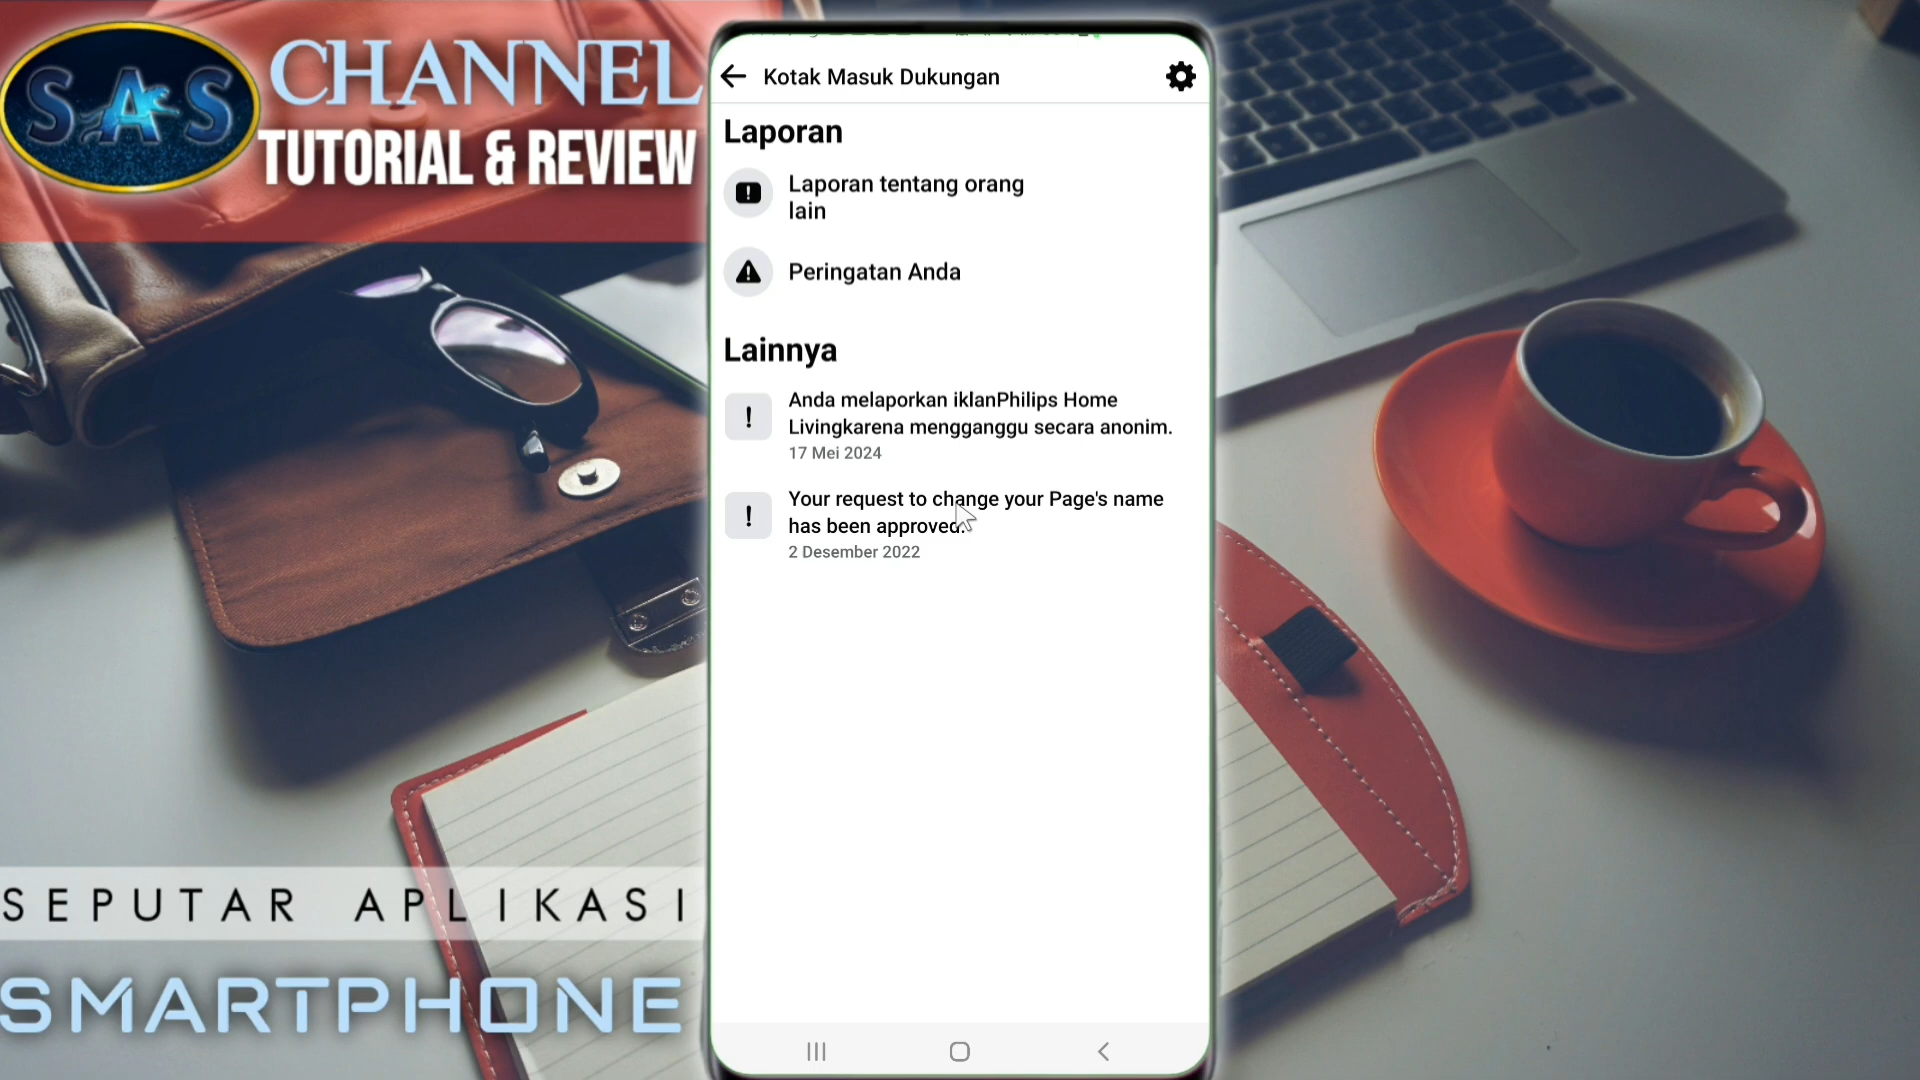 SAS
CHANNEL
TUTORIAL & REVIEW
Kotak Masuk Dukungan
Laporan
Laporan tentang orang
lain
Peringatan Anda
Lainnya
Anda melaporkan iklanPhilips Home
Livingkarena mengganggu secara anonim.
17 Mei 2024
Your request to change your Page's name
has been approved.
2 Desember 2022
SEPUTAR APLIKASI
SMARTPHONE